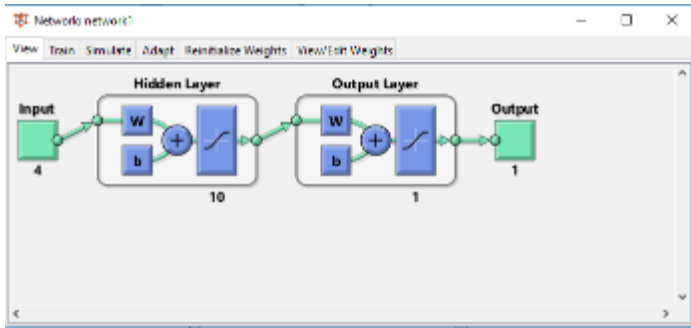 Network: network1
View Train Simulate Adapt Reinitialize Weights View/Edit Weights
Hidden Layer Output Layer
Input Output
W W
b b
4 10 1 1